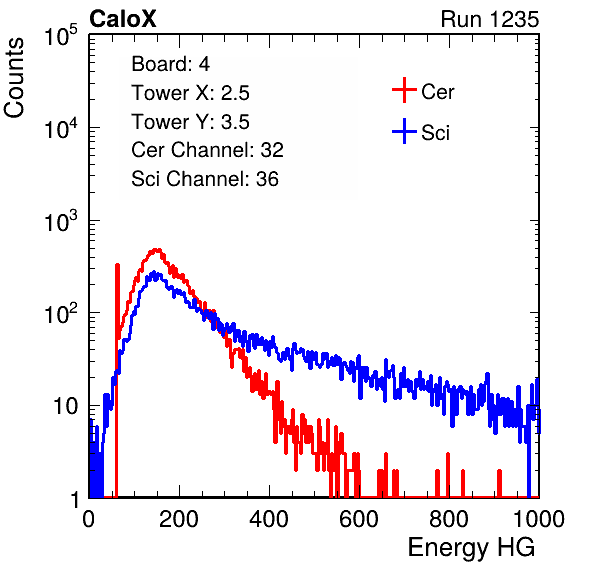 CaloX Run 1235
Board: 4
Tower X: 2.5
Tower Y: 3.5
Cer Channel: 32
Sci Channel: 36
Cer
Sci
Counts
10^5
10^4
10^3
10^2
10
1
0 200 400 600 800 1000
Energy HG